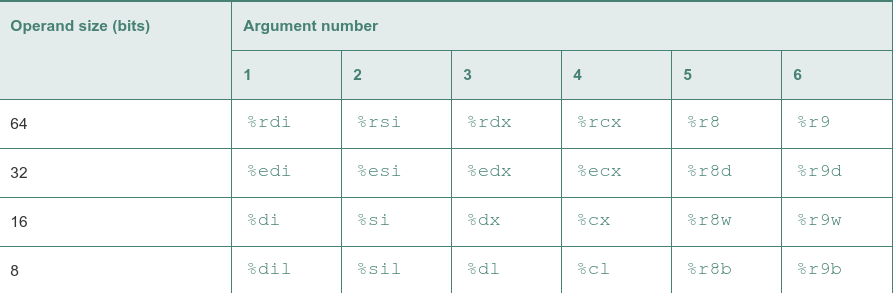 Operand size (bits) Argument number
1 2 3 4 5 6
64 %rdi %rsi %rdx %rcx %r8 %r9
32 %edi %esi %edx %ecx %r8d %r9d
16 %di %si %dx %cx %r8w %r9w
8 %dil %sil %dl %cl %r8b %r9b